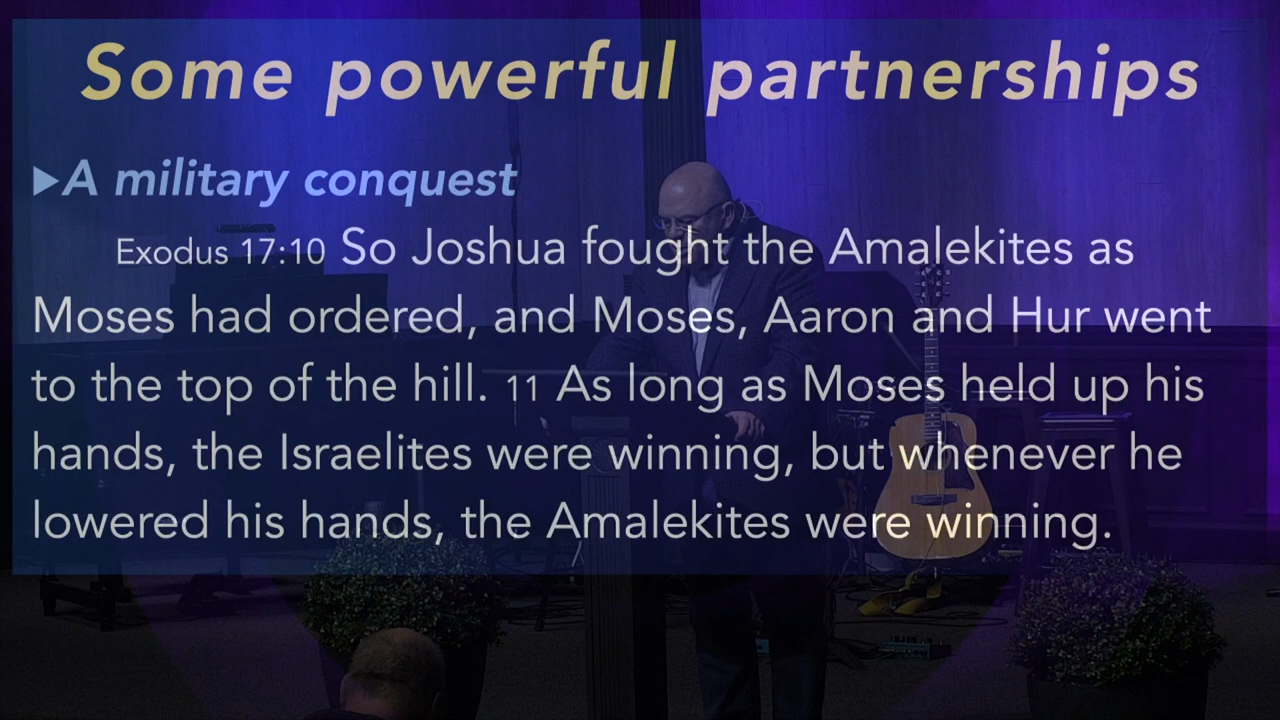 Some powerful partnerships
▶A military conquest
Exodus 17:10 So Joshua fought the Amalekites as
Moses had ordered, and Moses, Aaron and Hur went
to the top of the hill. 11 As long as Moses held up his
hands, the Israelites were winning, but whenever he
lowered his hands, the Amalekites were winning.